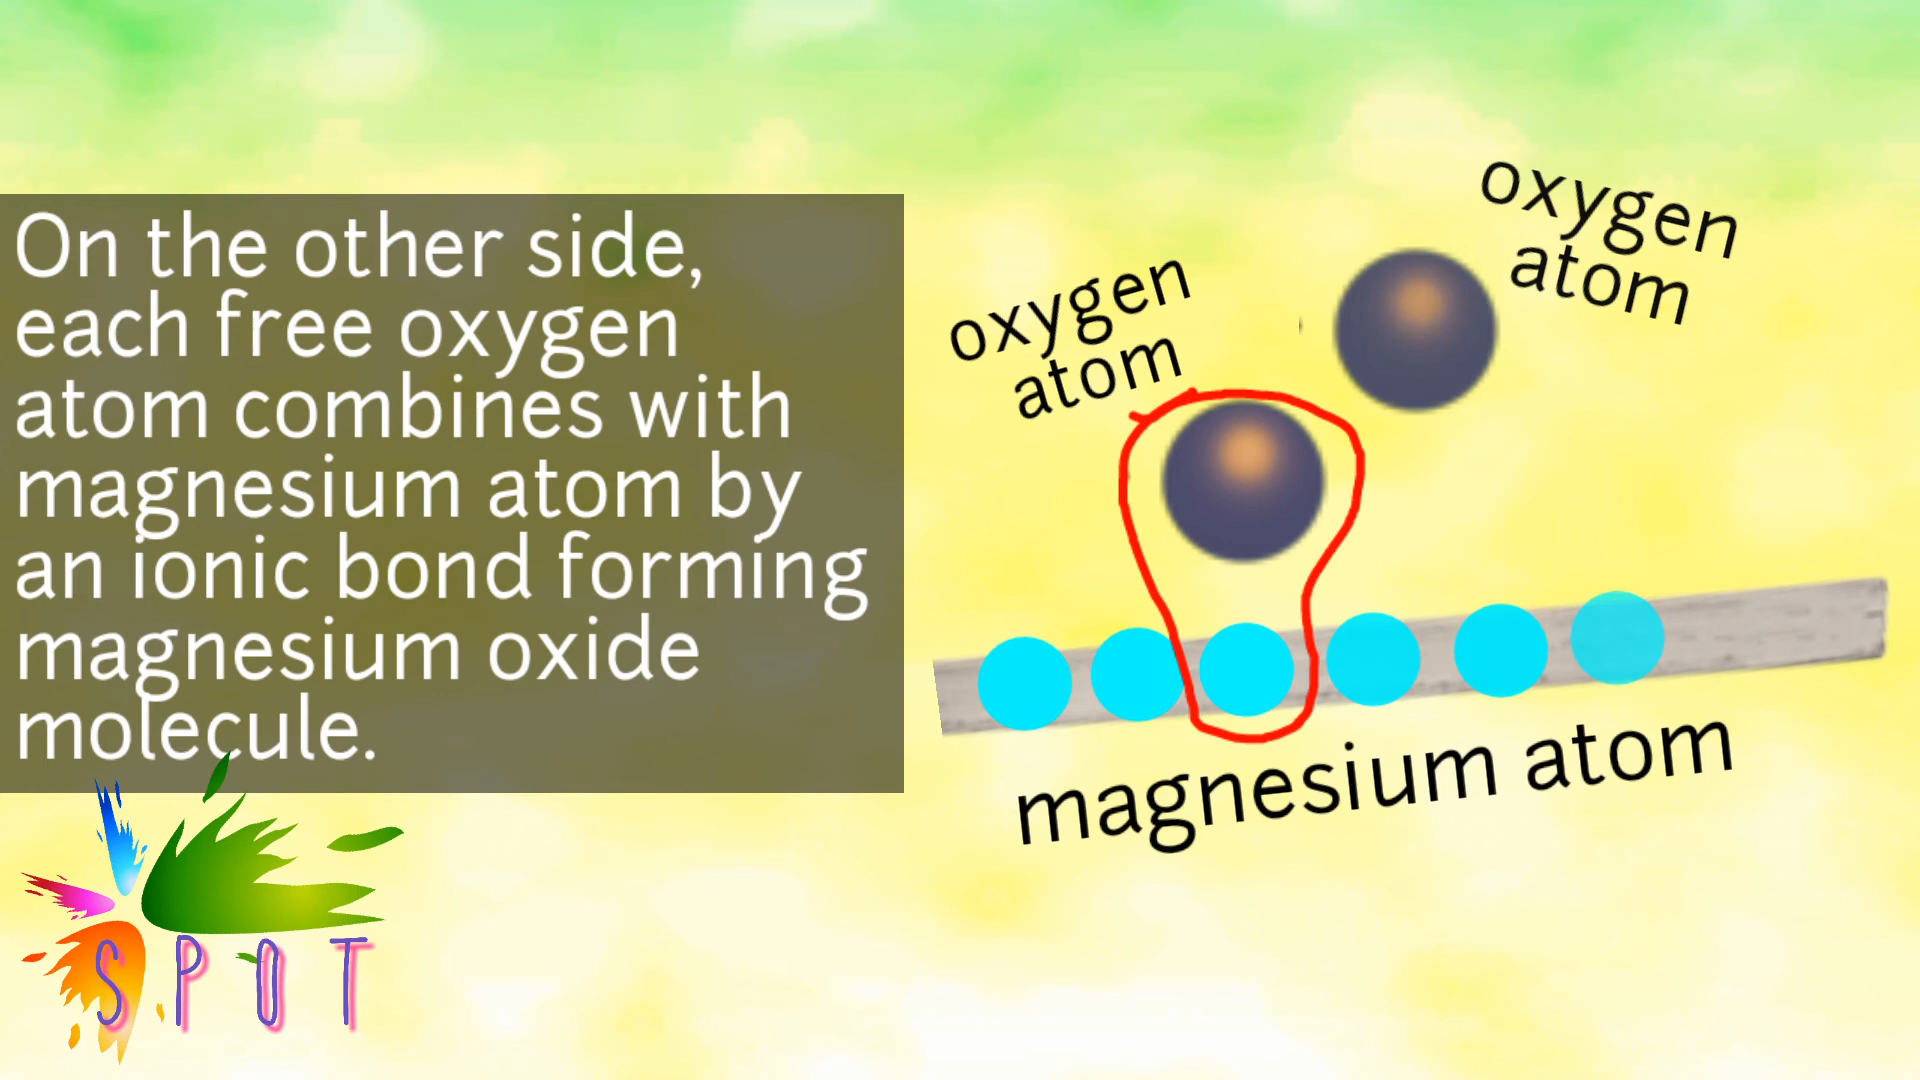 On the other side,
each free oxygen
atom combines with
magnesium atom by
an ionic bond forming
magnesium oxide
molecule.
oxygen
atom
oxygen
atom
magnesium atom
SPOT